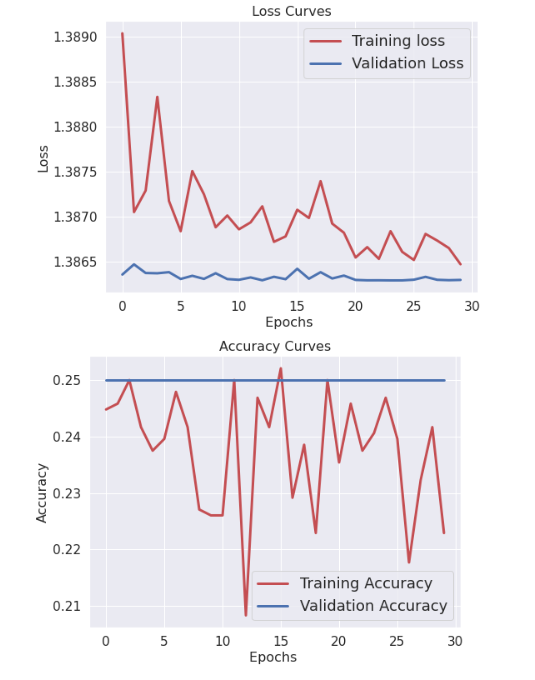 Loss Curves
1.3890
1.3885
1.3880
1.3875
1.3870
1.3865
Loss
Training loss
Validation Loss
0 5 10 15 20 25 30
Epochs
Accuracy Curves
0.25
0.24
0.23
0.22
0.21
Accuracy
Training Accuracy
Validation Accuracy
0 5 10 15 20 25 30
Epochs